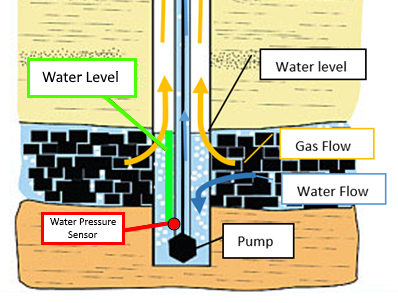 Water Level
Water level
Gas Flow
Water Flow
Water Pressure
Sensor
Pump